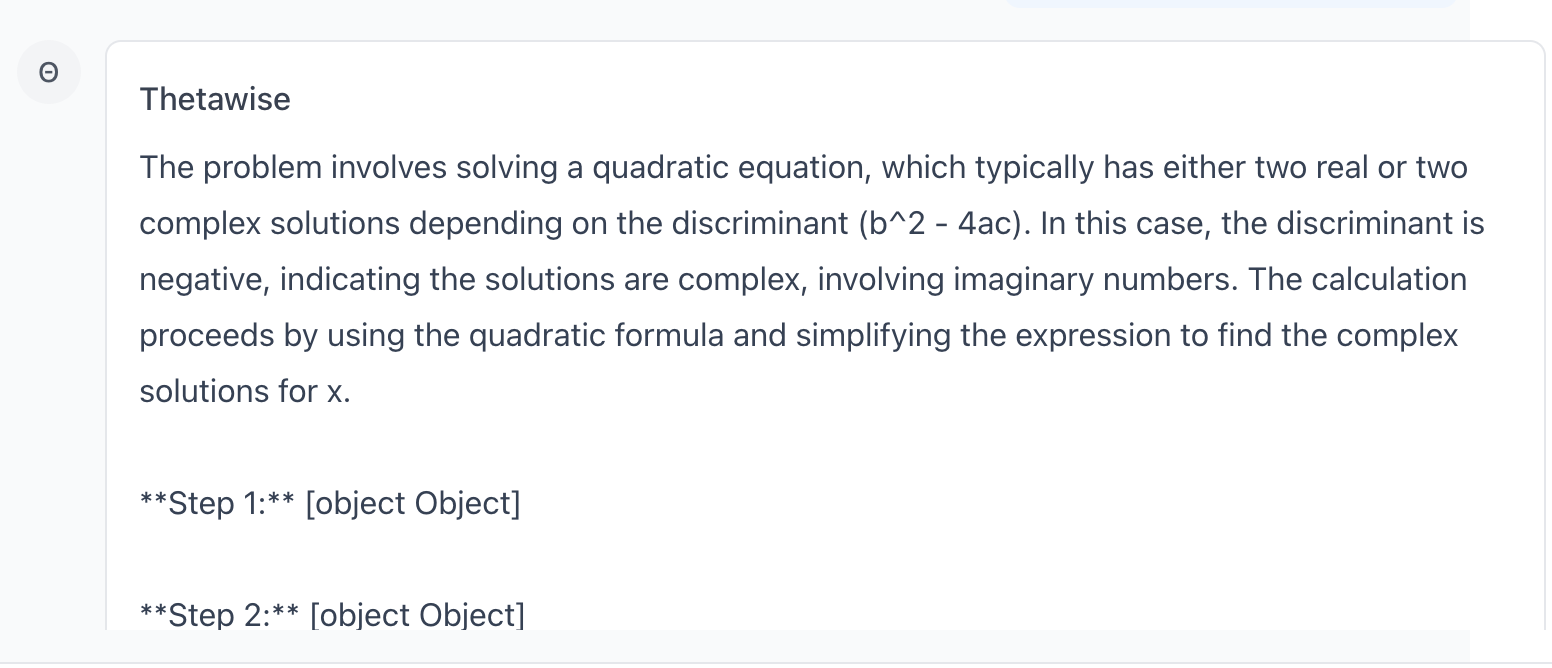 Θ
Thetawise
The problem involves solving a quadratic equation, which typically has either two real or two
complex solutions depending on the discriminant (b^2 - 4ac). In this case, the discriminant is
negative, indicating the solutions are complex, involving imaginary numbers. The calculation
proceeds by using the quadratic formula and simplifying the expression to find the complex
solutions for x.
**Step 1:** [object Object]
**Step 2:** [object Object]